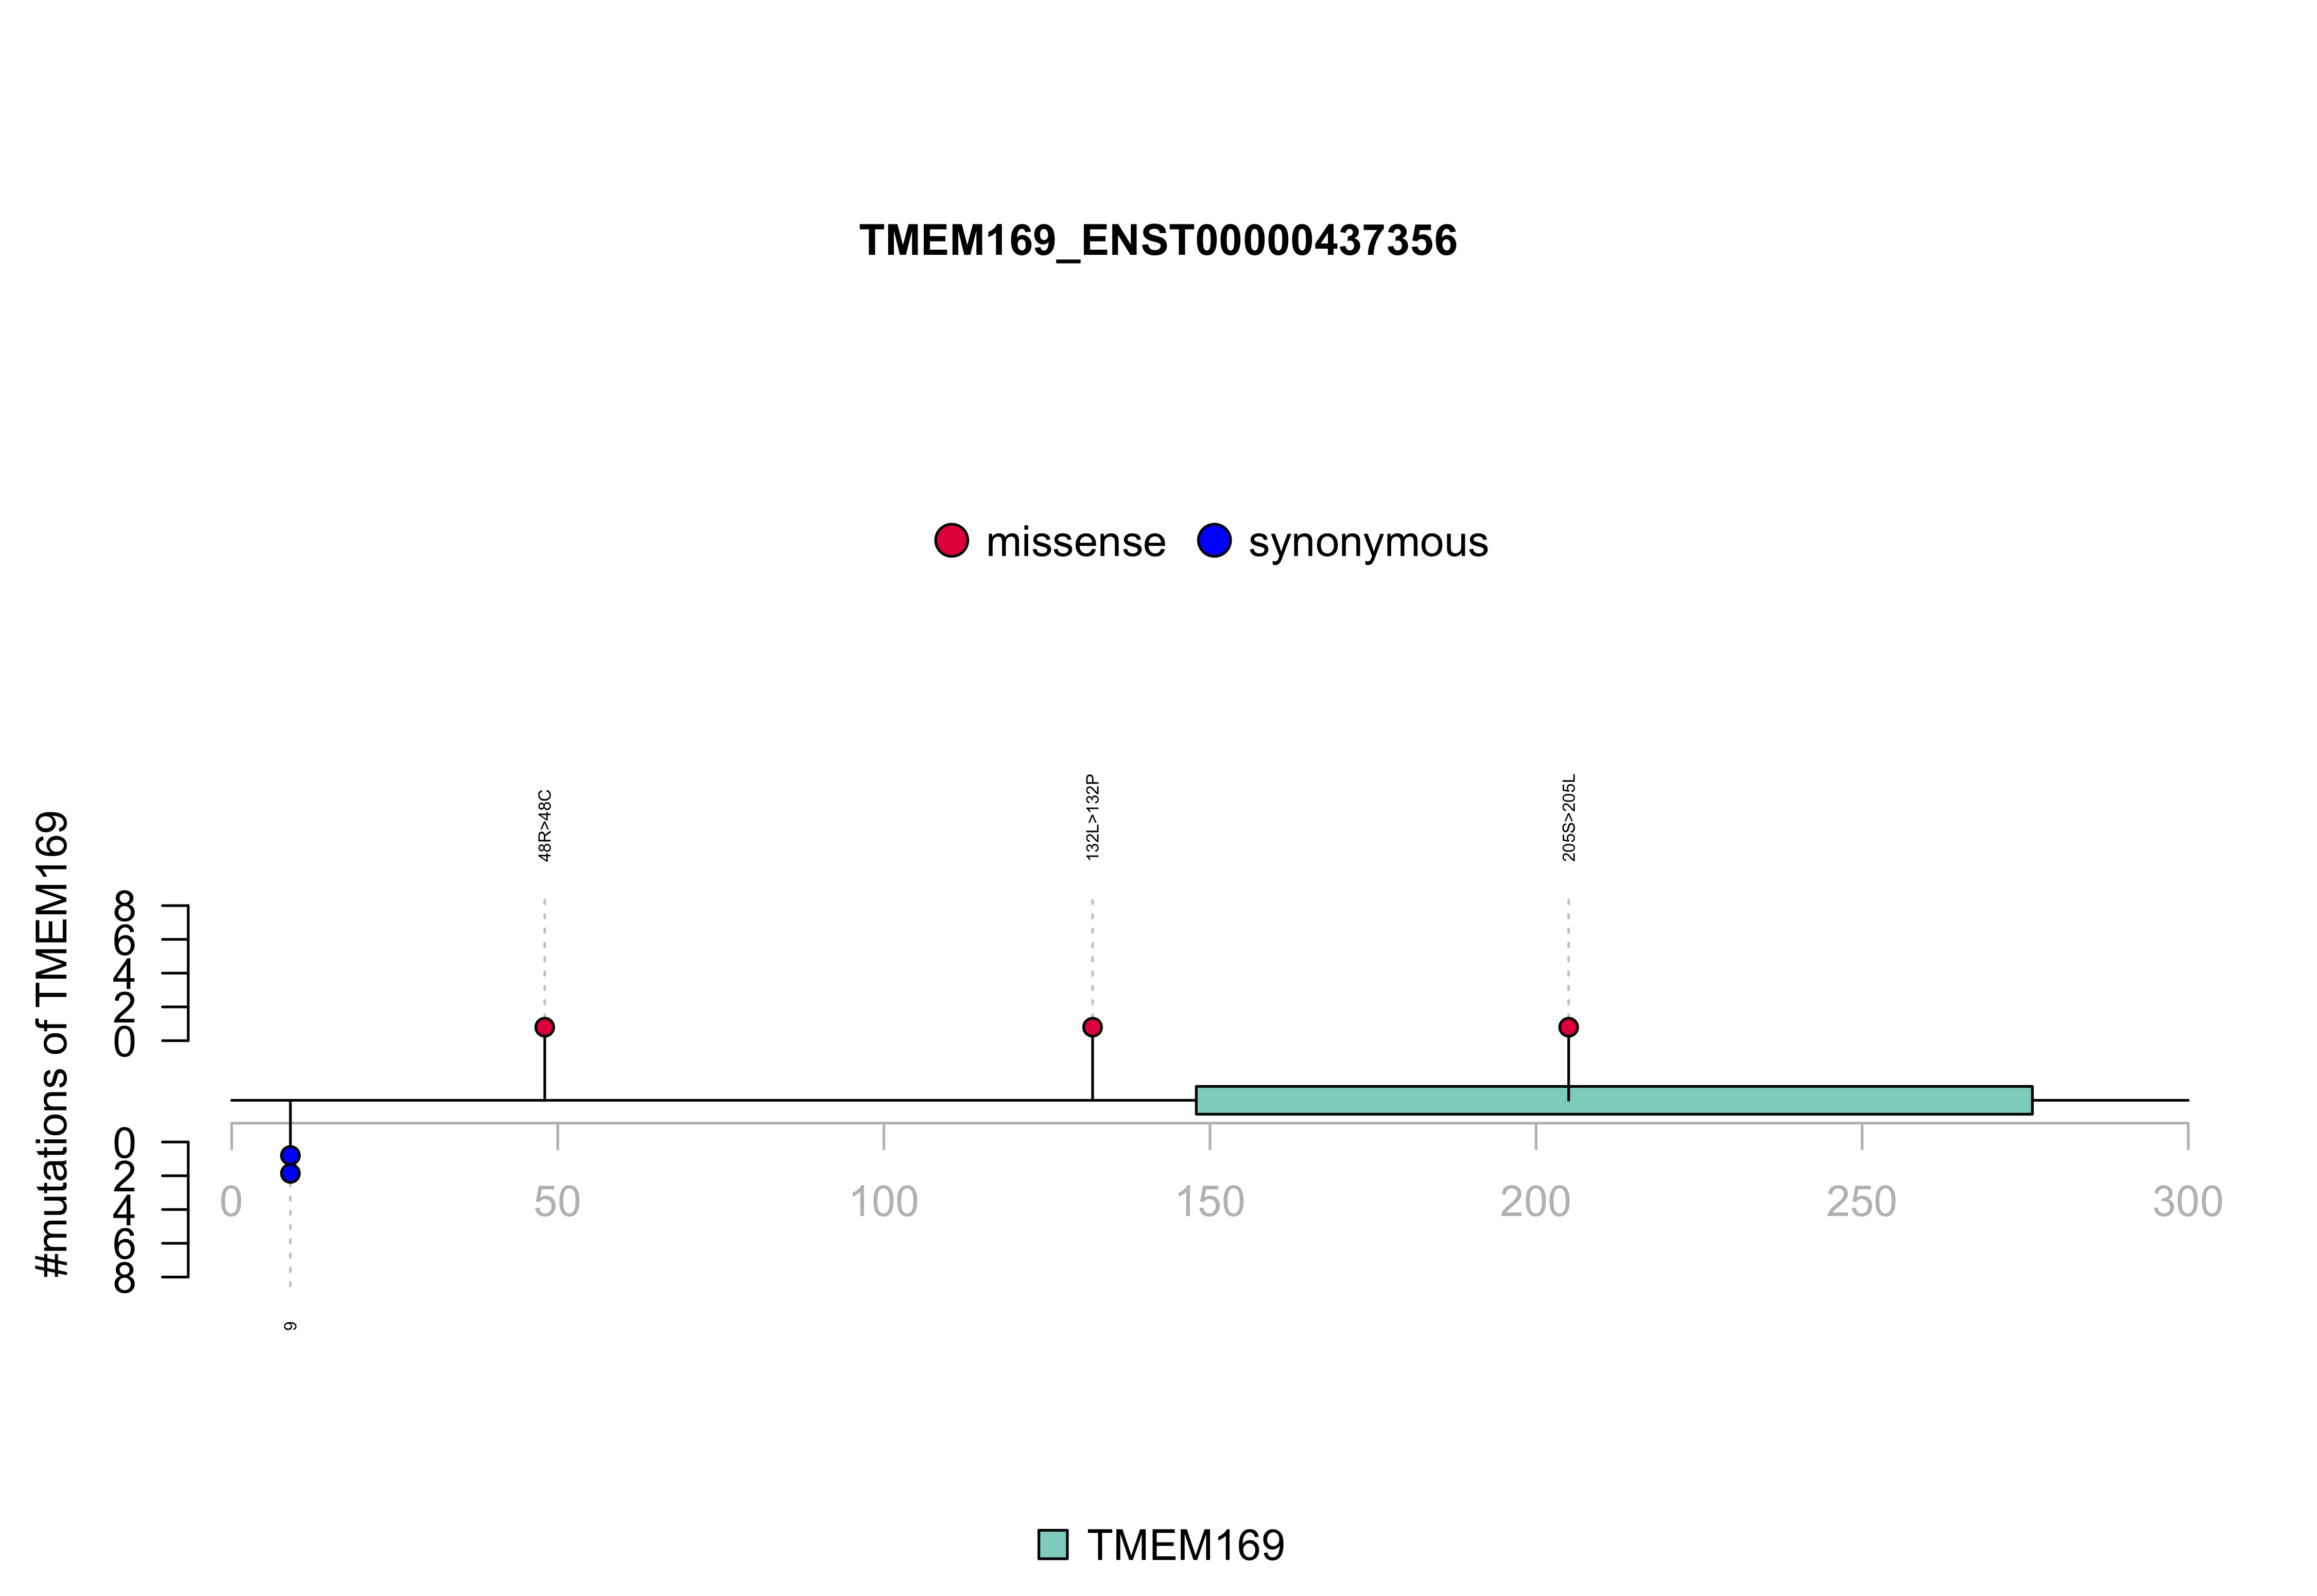 TMEM169_ENST00000437356
missense synonymous
48R>48C 132L>132P 205S>205L
#mutations of TMEM169
8
6
4
2
0
0
2
4
6
8
0 50 100 150 200 250 300
9
TMEM169